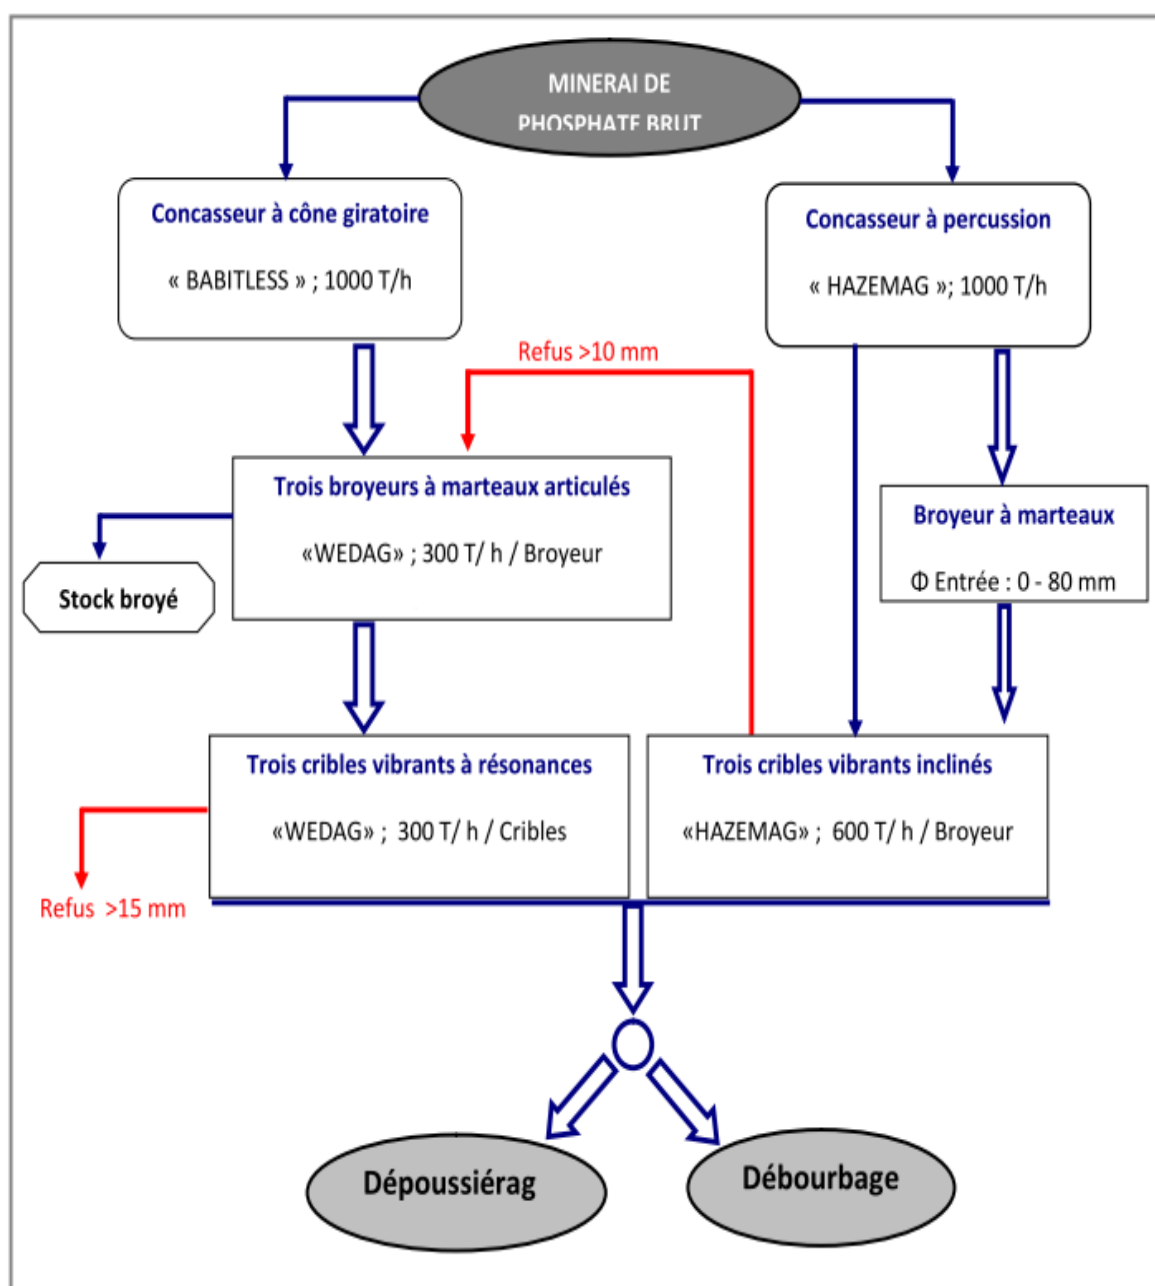 MINERAI DE
PHOSPHATE BRUT
Concasseur à cône giratoire
« BABITLESS » ; 1000 T/h
Concasseur à percussion
« HAZEMAG »; 1000 T/h
Refus >10 mm
Trois broyeurs à marteaux articulés
«WEDAG» ; 300 T/ h / Broyeur
Broyeur à marteaux
Φ Entrée : 0 - 80 mm
Stock broyé
Trois cribles vibrants à résonances
«WEDAG» ; 300 T/ h / Cribles
Trois cribles vibrants inclinés
«HAZEMAG» ; 600 T/ h / Broyeur
Refus >15 mm
Dépoussiérag
Débourbage